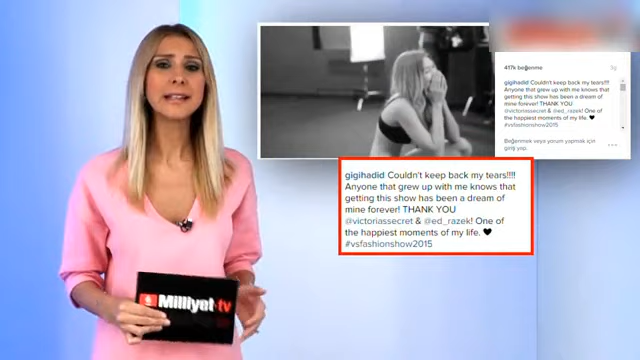 417k beğenme
3g
gigihadid Couldn't keep back my tears!!!!
Anyone that grew up with me knows that
getting this show has been a dream of
mine forever! THANK YOU
@victoriassecret & @ed_razek! One of
the happiest moments of my life. ♥
#vsfashionshow2015
Beğenmek veya yorum yapmak için
giriş yap.
gigihadid Couldn't keep back my tears!!!!
Anyone that grew up with me knows that
getting this show has been a dream of
mine forever! THANK YOU
@victoriassecret & @ed_razek! One of
the happiest moments of my life. ♥
#vsfashionshow2015
Milliyet.tv